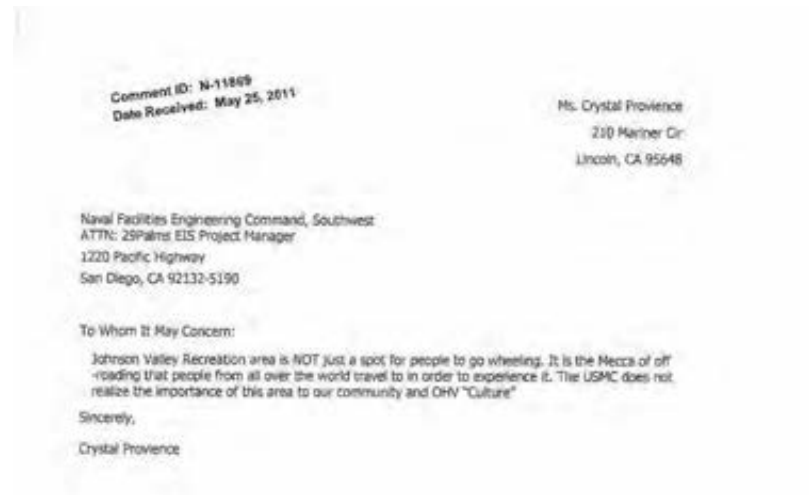 Comment ID: N-11869
Date Received: May 25, 2011
Ms. Crystal Provience
210 Mariner Cir
Lincoln, CA 95648
Naval Facilities Engineering Command, Southwest
ATTN: 29Palms EIS Project Manager
1220 Pacific Highway
San Diego, CA 92132-5190
To Whom It May Concern:
Johnson Valley Recreation area is NOT just a spot for people to go wheeling. It is the Mecca of off
-roading that people from all over the world travel to in order to experience it. The USMC does not
realize the importance of this area to our community and OHV "Culture"
Sincerely,
Crystal Provience